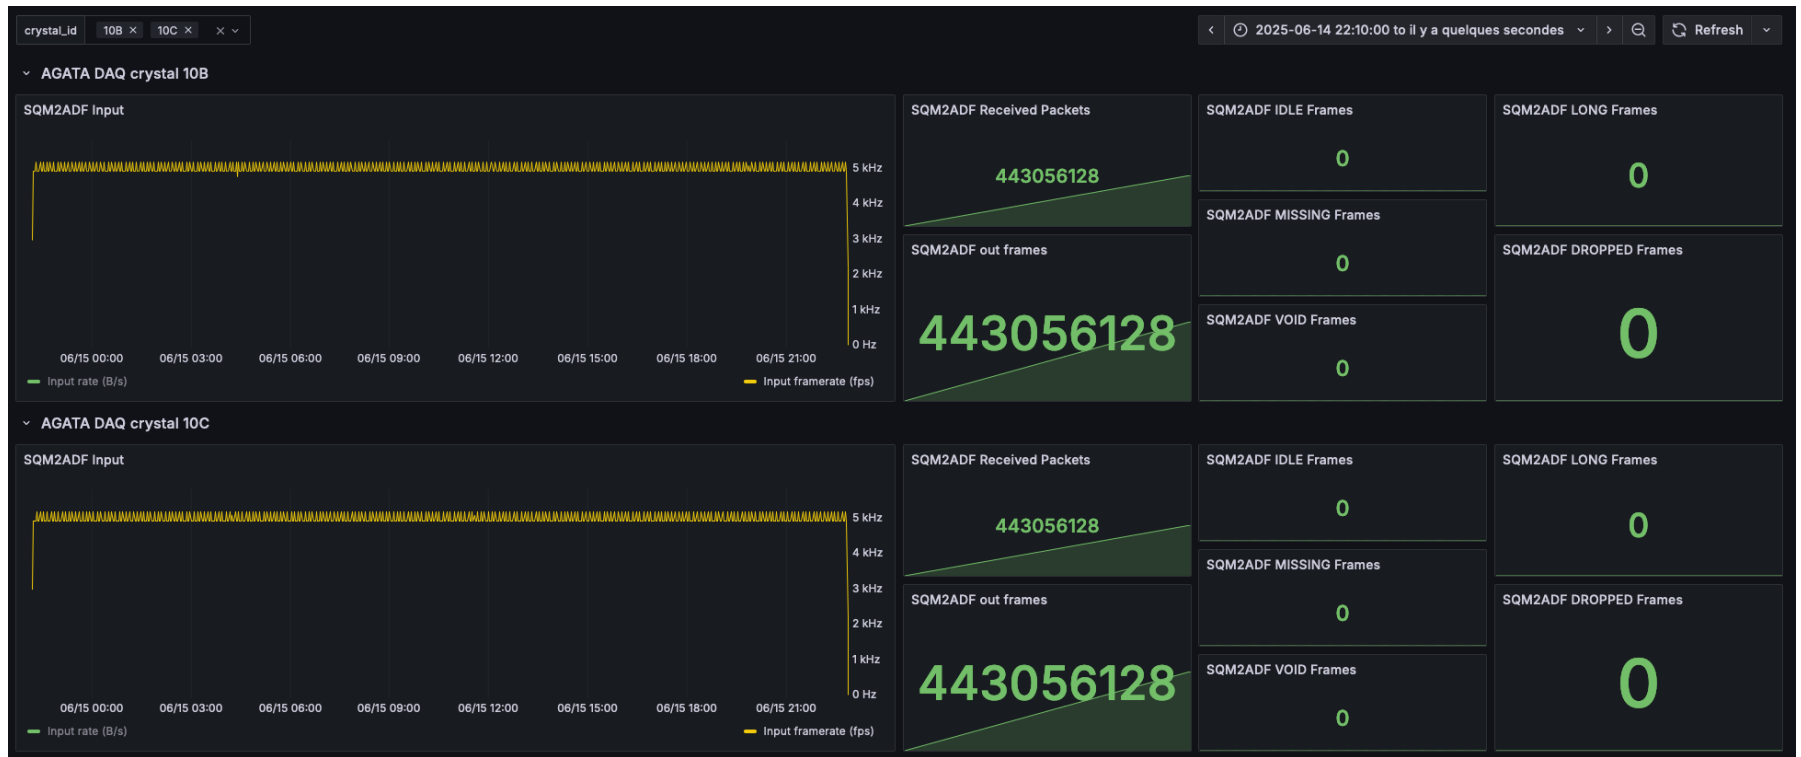 crystal_id 10B × 10C × ×
2025-06-14 22:10:00 to il y a quelques secondes
Refresh
AGATA DAQ crystal 10B
SQM2ADF Input
5 kHz
4 kHz
3 kHz
2 kHz
1 kHz
0 Hz
06/15 00:00 06/15 03:00 06/15 06:00 06/15 09:00 06/15 12:00 06/15 15:00 06/15 18:00 06/15 21:00
Input rate (B/s) Input framerate (fps)
SQM2ADF Received Packets
443056128
SQM2ADF out frames
443056128
SQM2ADF IDLE Frames
0
SQM2ADF MISSING Frames
0
SQM2ADF VOID Frames
0
SQM2ADF LONG Frames
0
SQM2ADF DROPPED Frames
0
AGATA DAQ crystal 10C
SQM2ADF Input
5 kHz
4 kHz
3 kHz
2 kHz
1 kHz
0 Hz
06/15 00:00 06/15 03:00 06/15 06:00 06/15 09:00 06/15 12:00 06/15 15:00 06/15 18:00 06/15 21:00
Input rate (B/s) Input framerate (fps)
SQM2ADF Received Packets
443056128
SQM2ADF out frames
443056128
SQM2ADF IDLE Frames
0
SQM2ADF MISSING Frames
0
SQM2ADF VOID Frames
0
SQM2ADF LONG Frames
0
SQM2ADF DROPPED Frames
0